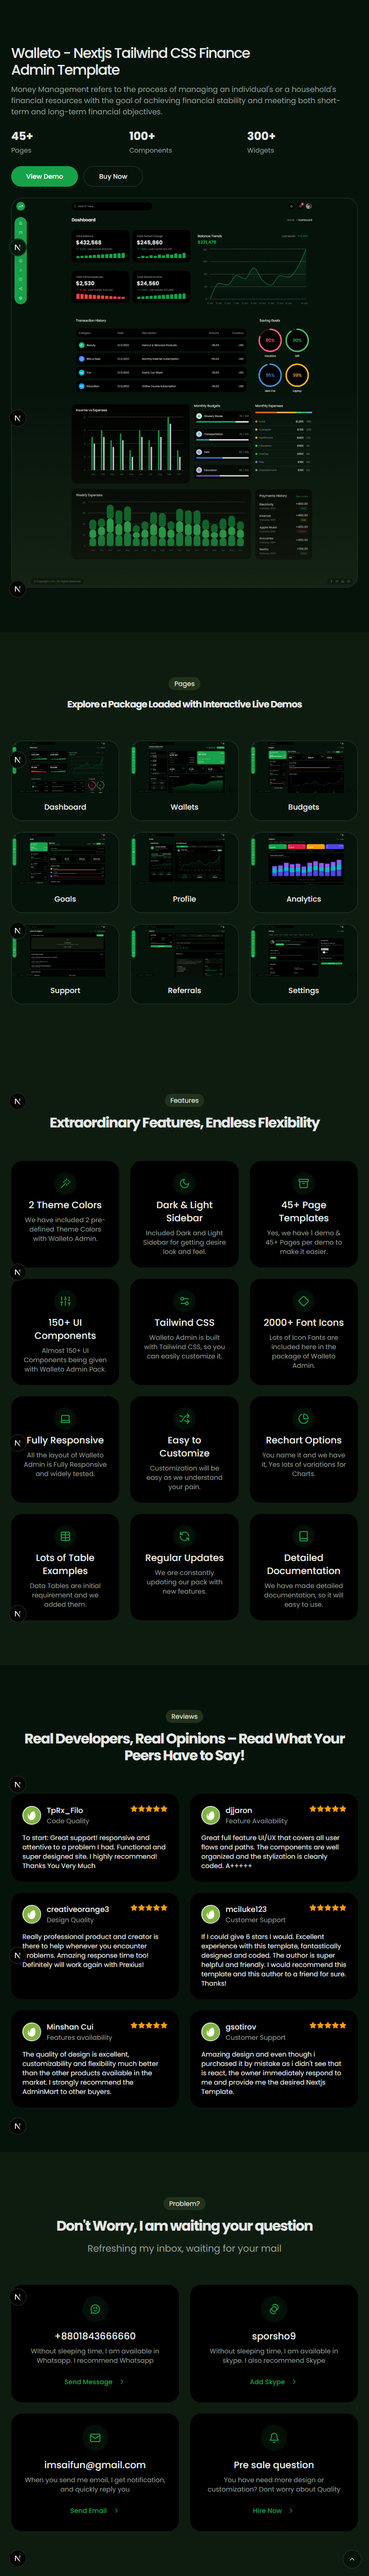 Walleto - Nextjs Tailwind CSS Finance
Admin Template
Money Management refers to the process of managing an individual's or a household's
financial resources with the goal of achieving financial stability and meeting both short-
term and long-term financial objectives.
45+
100+
300+
Pages
Components
Widgets
View Demo
Buy Now
Dashboard
$432,568
$245,860
Balance Trends
$221,478
$2,530
$24,560
Transaction History
Saving Goals
Income vs Expenses
Monthly Budgets
Monthly Expenses
Weekly Expenses
Payments History
Pages
Explore a Package Loaded with Interactive Live Demos
Dashboard
Wallets
Budgets
Goals
Profile
Analytics
Support
Referrals
Settings
Features
Extraordinary Features, Endless Flexibility
2 Theme Colors
We have included 2 pre-
defined Theme Colors
with Walleto Admin.
Dark & Light
Sidebar
Included Dark and Light
Sidebar for getting desire
look and feel.
45+ Page
Templates
Yes, we have 1 demo &
45+ Pages per demo to
make it easier.
150+ UI
Components
Almost 150+ UI
Components being given
with Walleto Admin Pack.
Tailwind CSS
Walleto Admin is built
with Tailwind CSS, so you
can easily customize it.
2000+ Font Icons
Lots of Icon Fonts are
included here in the
package of Walleto
Admin.
Fully Responsive
All the layout of Walleto
Admin is Fully Responsive
and widely tested.
Easy to
Customize
Customization will be
easy as we understand
your pain.
Rechart Options
You name it and we have
it, Yes lots of variations for
Charts.
Lots of Table
Examples
Data Tables are initial
requirement and we
added them.
Regular Updates
We are constantly
updating our pack with
new features.
Detailed
Documentation
We have made detailed
documentation, so it will
easy to use.
Reviews
Real Developers, Real Opinions – Read What Your
Peers Have to Say!
TpRx_Filo
Code Quality
To start: Great support! responsive and
attentive to a problem I had. Functional and
super designed site. I highly recommend!
Thanks You Very Much
djjaron
Feature Availability
Great full feature UI/UX that covers all user
flows and paths. The components are well
organized and the stylization is cleanly
coded. A+++++
creativeorange3
Design Quality
Really professional product and creator is
there to help whenever you encounter
roblems. Amazing response time too!
Definitely will work again with Prexius!
mciluke123
Customer Support
If I could give 6 stars I would. Excellent
experience with this template, fantastically
designed and coded. The author is super
helpful and friendly. I would recommend this
template and this author to a friend for sure.
Thanks!
Minshan Cui
Features availability
The quality of design is excellent,
customizability and flexibility much better
than the other products available in the
market. I strongly recommend the
AdminMart to other buyers.
gsotirov
Customer Support
Amazing design and even though i
purchased it by mistake as i didn't see that
is react, the owner immediately respond to
me and provide me the desired Nextjs
Template.
Problem?
Don't Worry, I am waiting your question
Refreshing my inbox, waiting for your mail
+8801843666660
Without sleeping time, I am available in
Whatsapp. I recommend Whatsapp
Send Message
sporsho9
Without sleeping time, I am available in
skype. I also recommend Skype
Add Skype
imsaifun@gmail.com
When you send me email, I get notification,
and quickly reply you
Send Email
Pre sale question
You have need more design or
customization? Dont worry about Quality
Hire Now